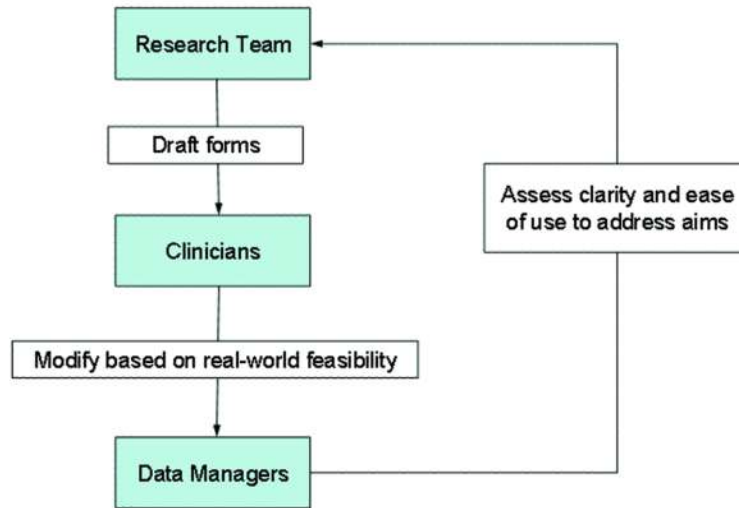 Research Team
Draft forms
Assess clarity and ease
of use to address aims
Clinicians
Modify based on real-world feasibility
Data Managers